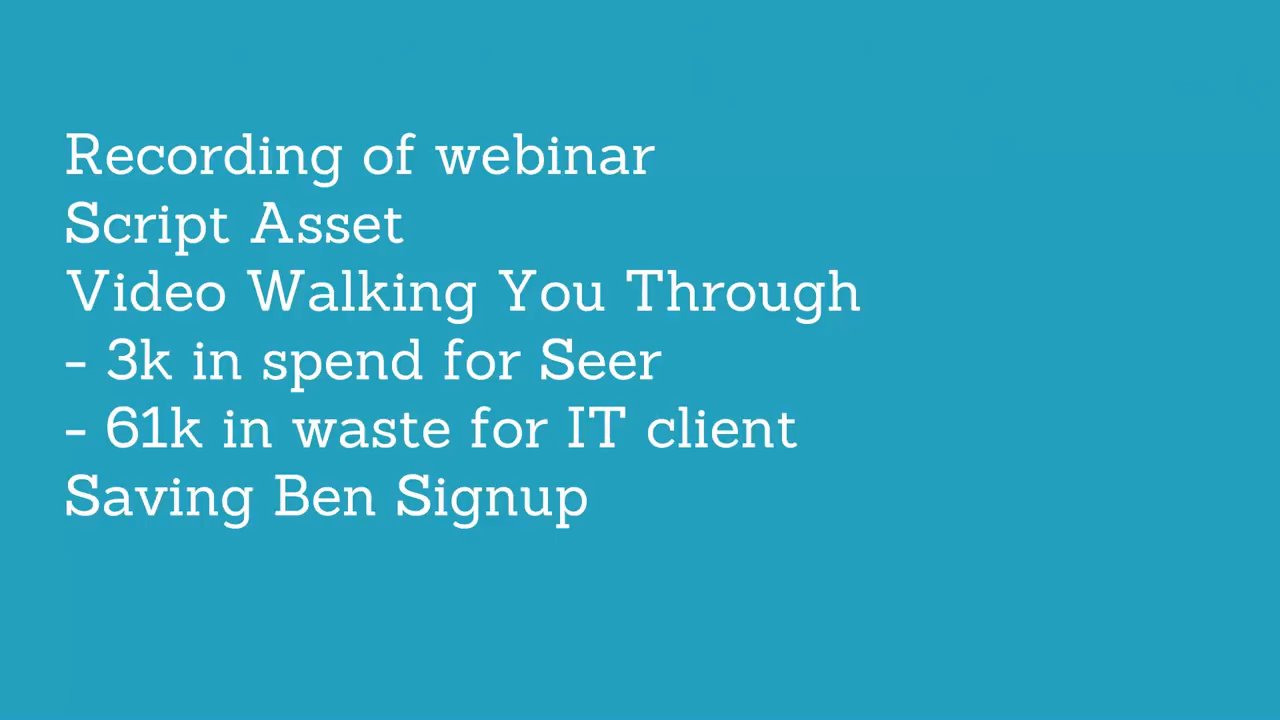 Recording of webinar
Script Asset
Video Walking You Through
- 3k in spend for Seer
- 61k in waste for IT client
Saving Ben Signup